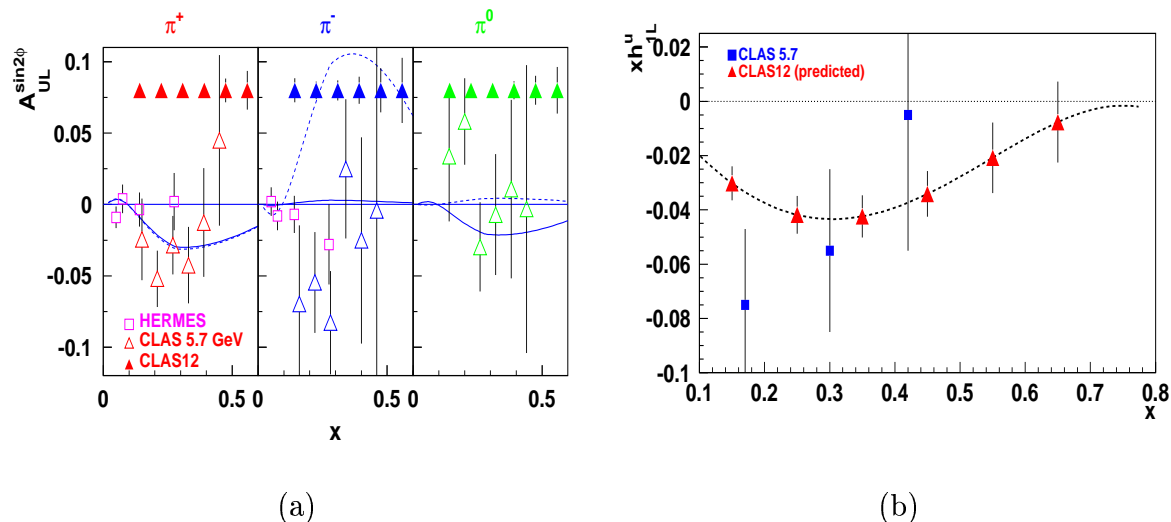 π+ π- π0
A sin2φ UL
0.1
0.05
0
-0.05
-0.1
HERMES
CLAS 5.7 GeV
CLAS12
0 0.5 0 0.5 0 0.5
x
(a)
xh⊥u 1L
0.02
0
-0.02
-0.04
-0.06
-0.08
-0.1
CLAS 5.7
CLAS12 (predicted)
0.1 0.2 0.3 0.4 0.5 0.6 0.7 0.8
x
(b)